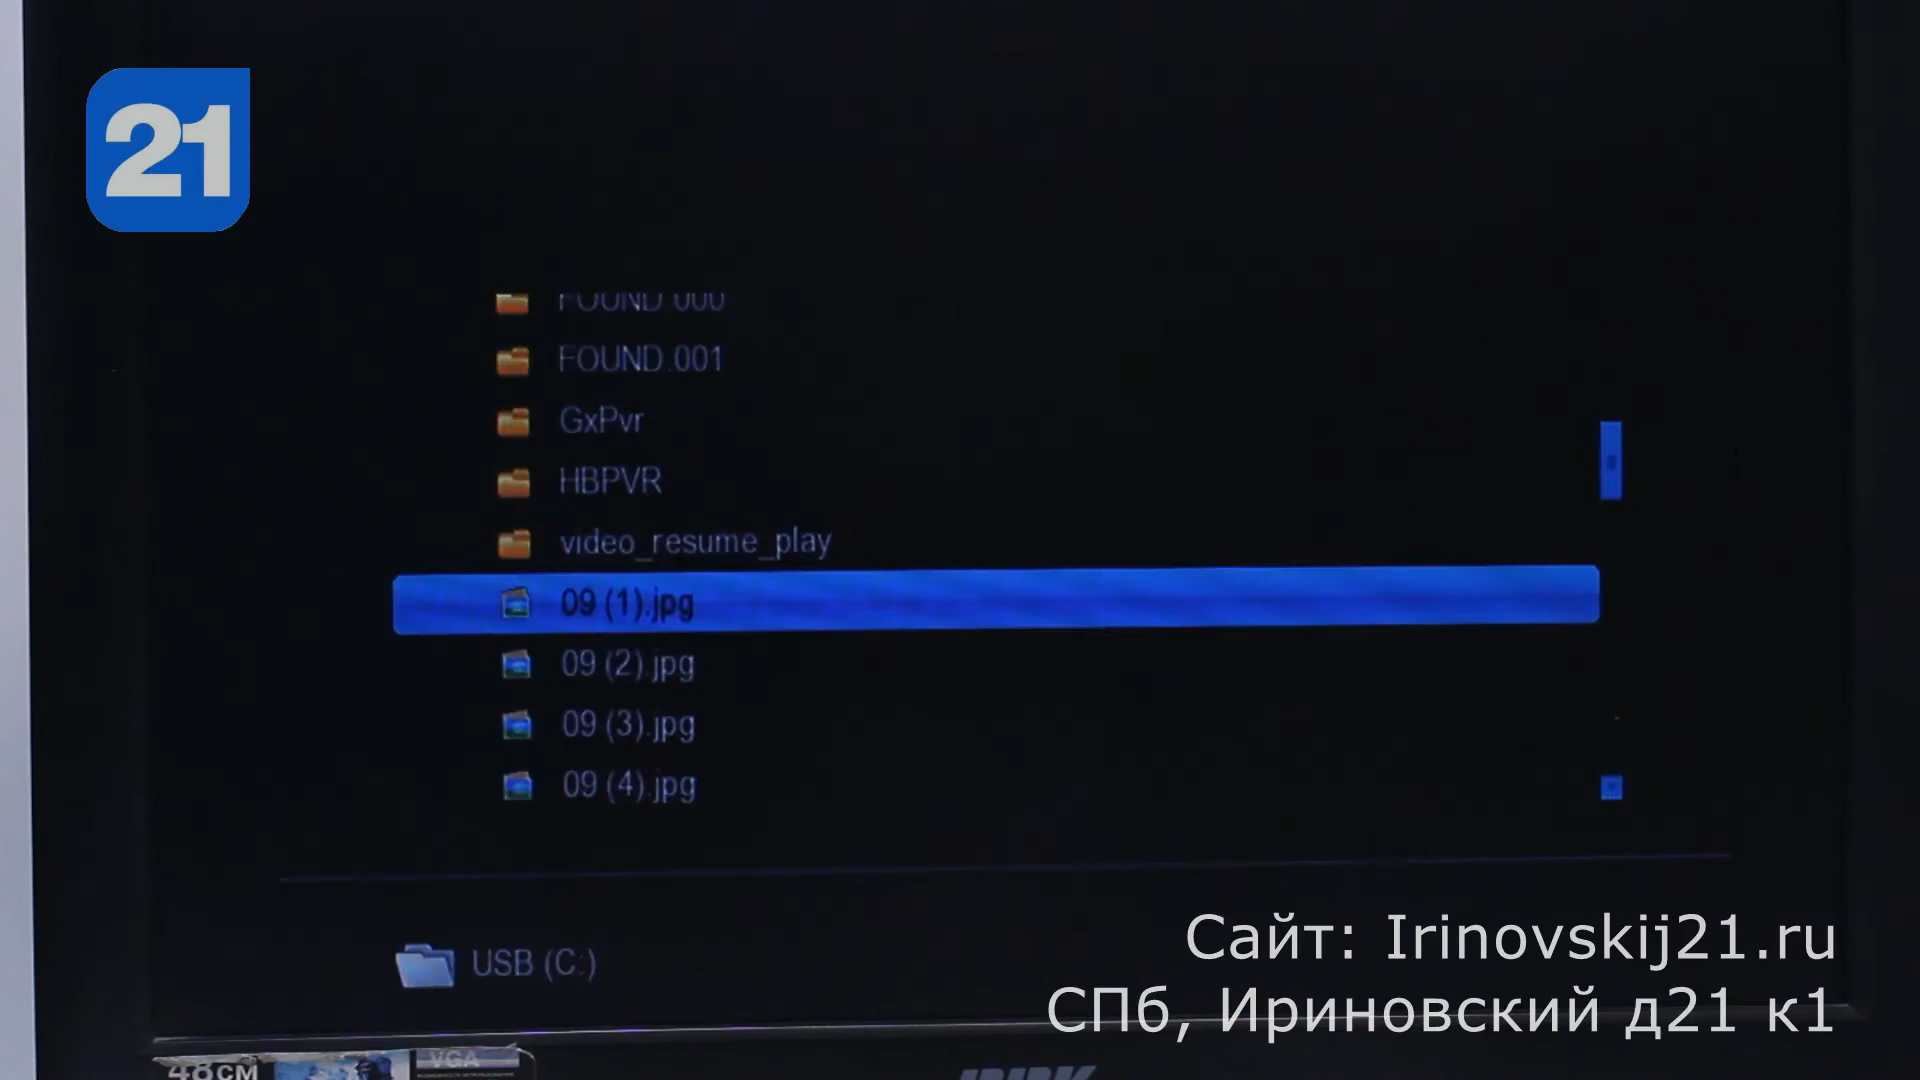 21
FOUND.000
FOUND.001
GxPvr
HBPVR
video_resume_play
09 (1).jpg
09 (2).jpg
09 (3).jpg
09 (4).jpg
USB (C:)
Сайт: Irinovskij21.ru
СПб, Ириновский д21 к1
48см
VGA